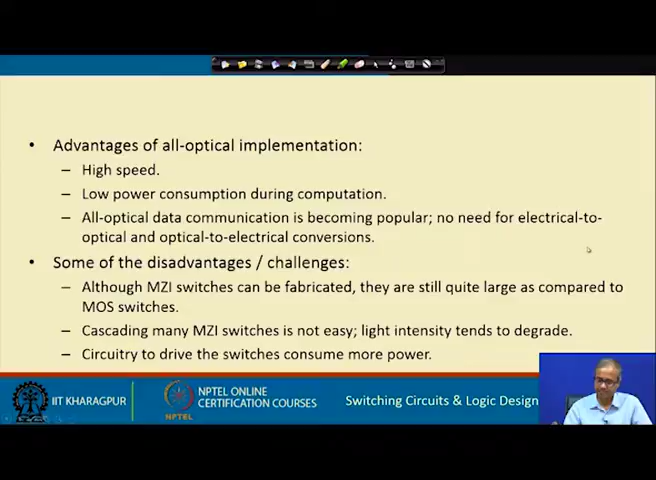 • Advantages of all-optical implementation:
– High speed.
– Low power consumption during computation.
– All-optical data communication is becoming popular; no need for electrical-to-
optical and optical-to-electrical conversions.
• Some of the disadvantages / challenges:
– Although MZI switches can be fabricated, they are still quite large as compared to
MOS switches.
– Cascading many MZI switches is not easy; light intensity tends to degrade.
– Circuitry to drive the switches consume more power.
IIT KHARAGPUR
NPTEL
NPTEL ONLINE
CERTIFICATION COURSES
Switching Circuits & Logic Design